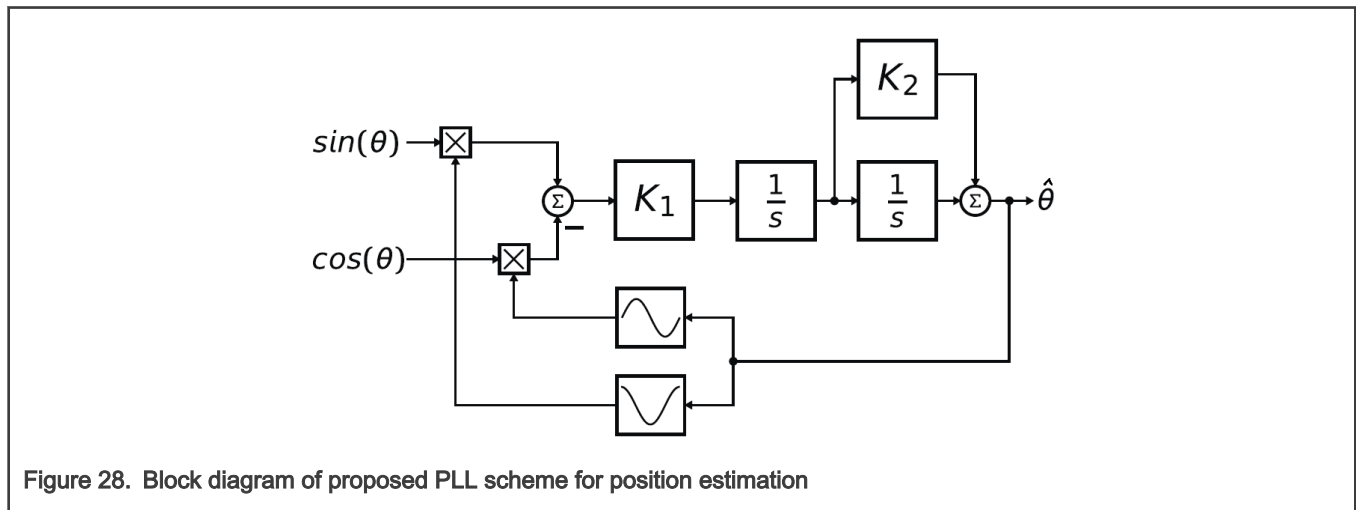 K₂
sin(θ)
Σ
K₁
1/s
1/s
Σ
θ̂
−
cos(θ)
Figure 28. Block diagram of proposed PLL scheme for position estimation